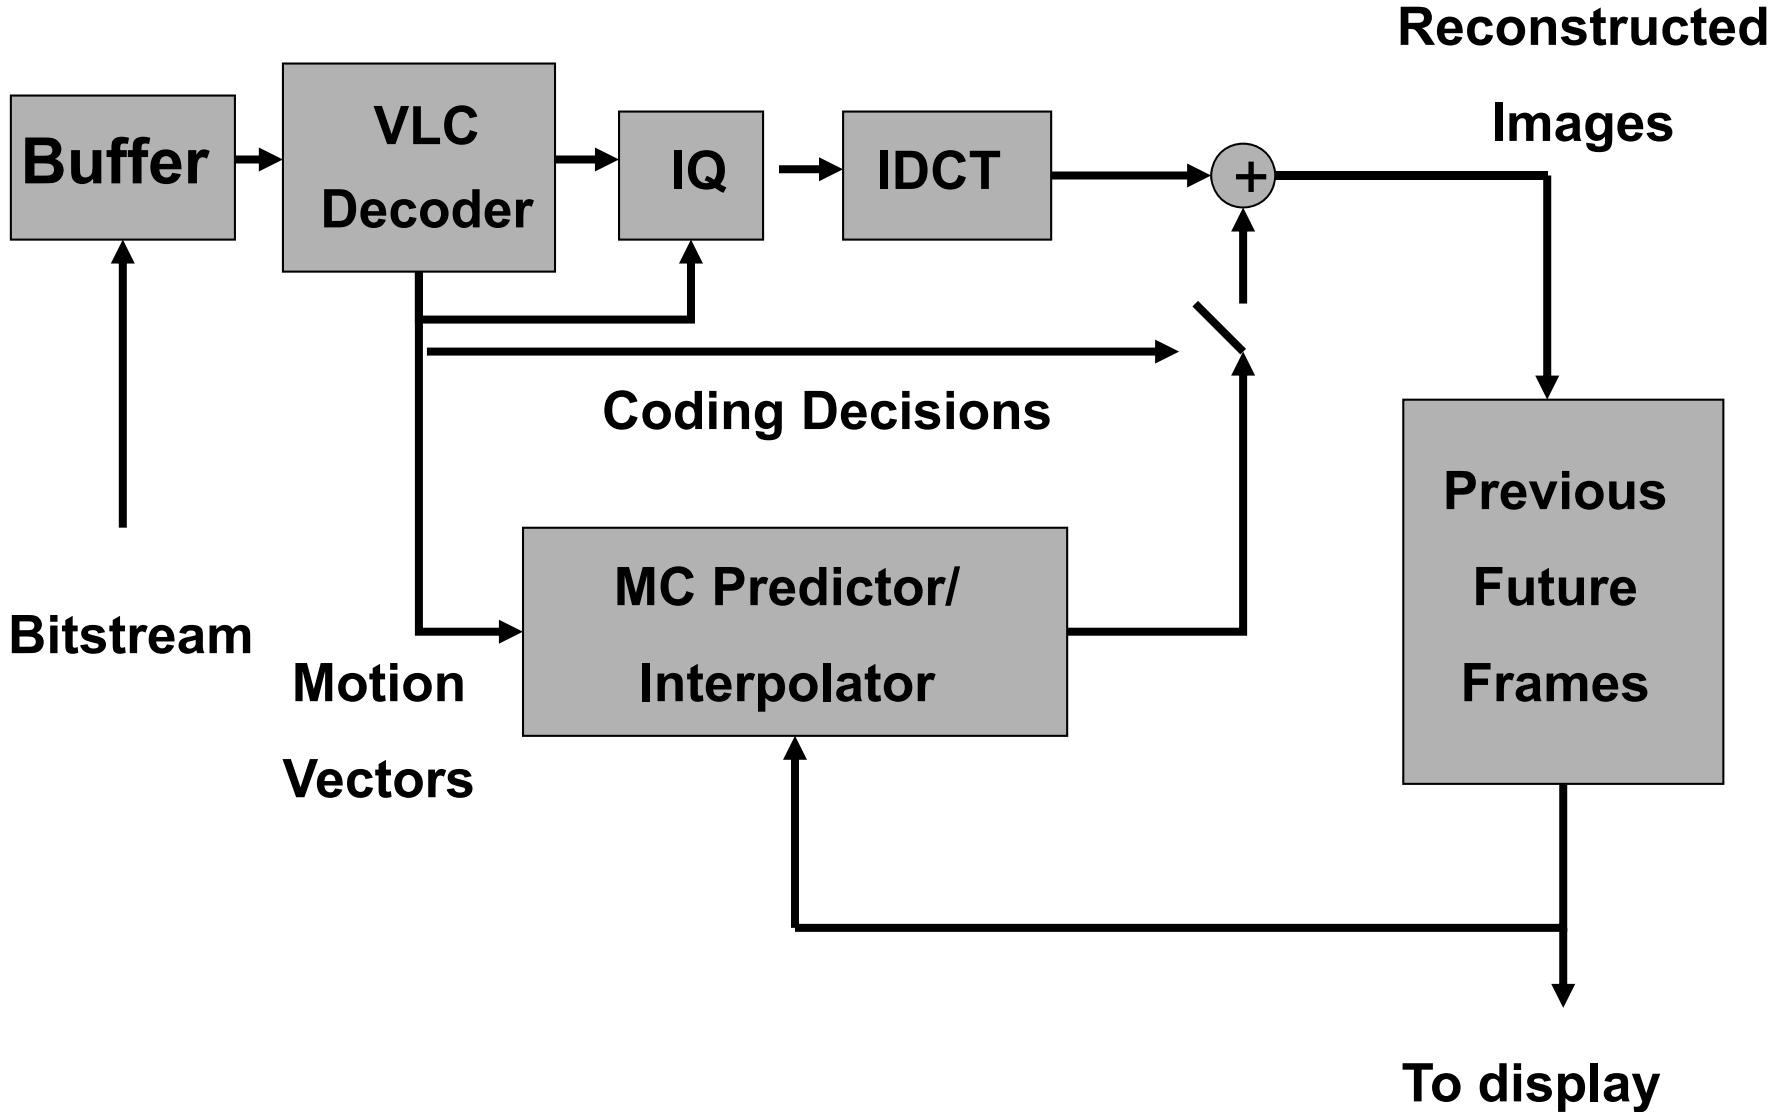 Reconstructed
Images
Buffer
VLC
Decoder
IQ
IDCT
+
Coding Decisions
Previous
Future
Frames
MC Predictor/
Interpolator
Bitstream
Motion
Vectors
To display